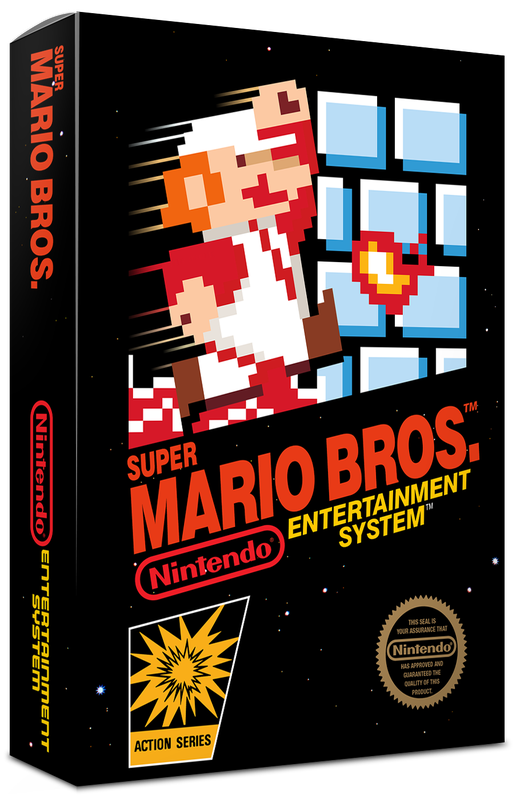 SUPER
MARIO BROS.
Nintendo
ENTERTAINMENT
SYSTEM
SUPER
MARIO BROS.™
Nintendo®
ENTERTAINMENT
SYSTEM™
ACTION SERIES
THIS SEAL IS
YOUR ASSURANCE THAT
Nintendo
HAS APPROVED AND
GUARANTEED THE
QUALITY OF THIS
PRODUCT.